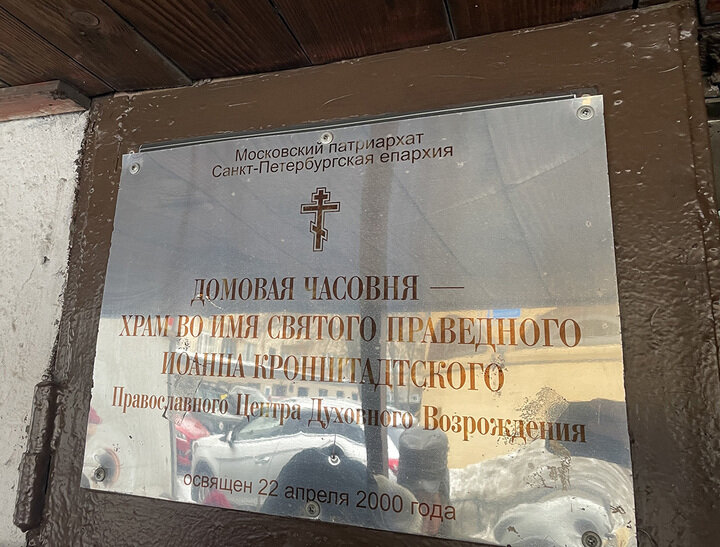 Московский патриархат
Санкт-Петербургская епархия
ДОМОВАЯ ЧАСОВНЯ —
ХРАМ ВО ИМЯ СВЯТОГО ПРАВЕДНОГО
ИОАННА КРОНШТАДТСКОГО
Православного Центра Духовного Возрождения
освящен 22 апреля 2000 года